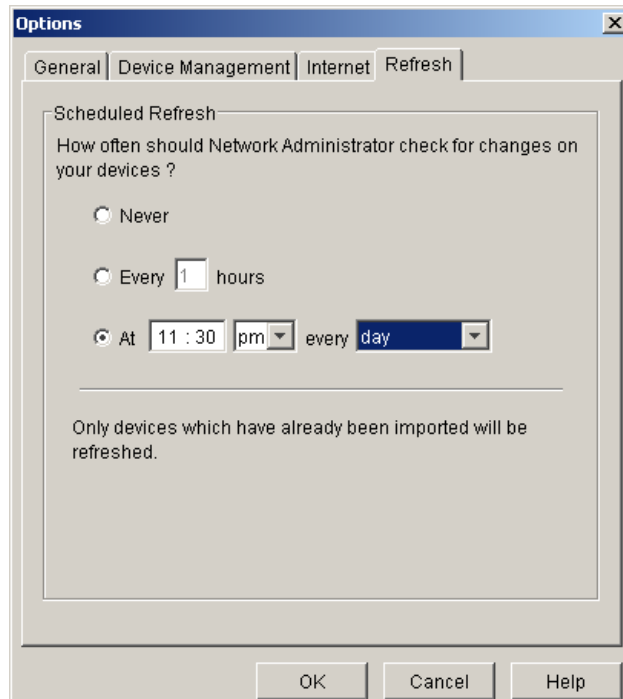 Options
General Device Management Internet Refresh
Scheduled Refresh
How often should Network Administrator check for changes on
your devices ?
Never
Every 1 hours
At 11 : 30 pm every day
Only devices which have already been imported will be
refreshed.
OK Cancel Help